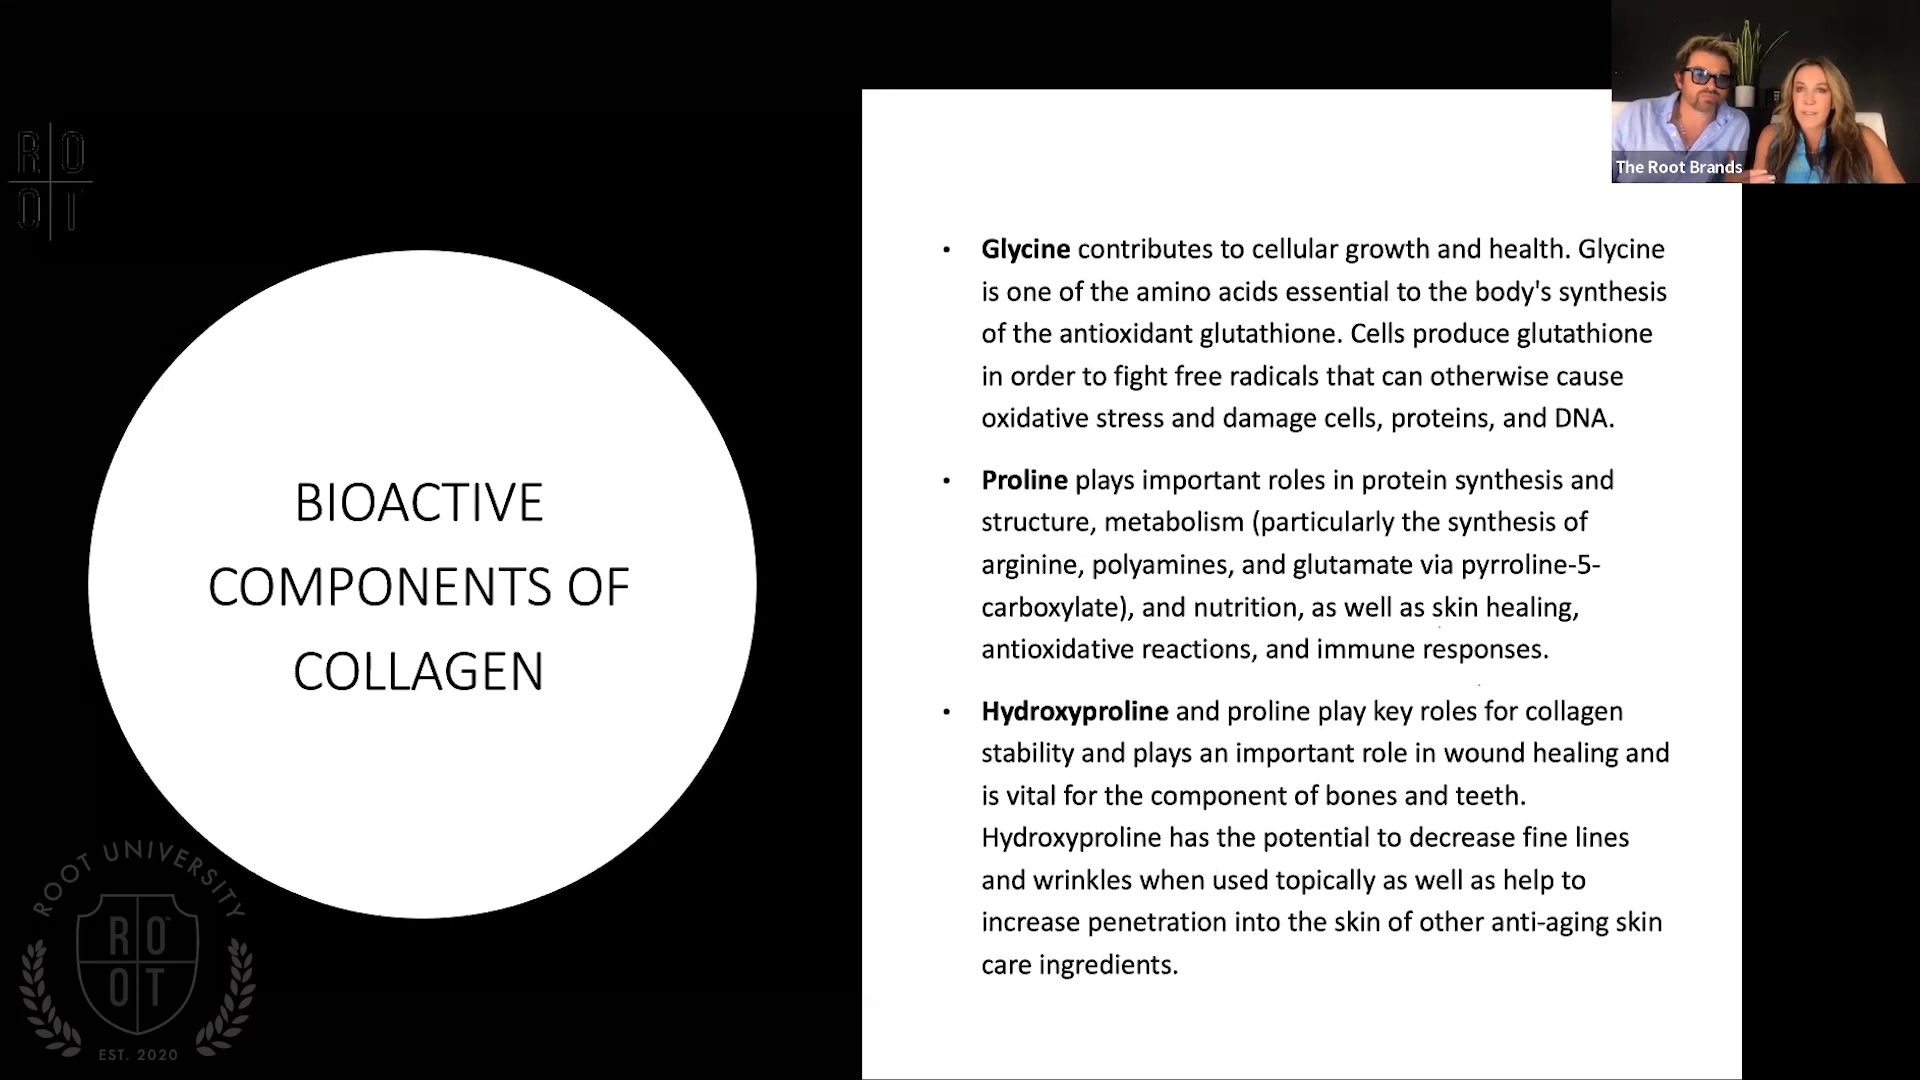 R O
O T
The Root Brands
BIOACTIVE
COMPONENTS OF
COLLAGEN
• Glycine contributes to cellular growth and health. Glycine
is one of the amino acids essential to the body's synthesis
of the antioxidant glutathione. Cells produce glutathione
in order to fight free radicals that can otherwise cause
oxidative stress and damage cells, proteins, and DNA.
• Proline plays important roles in protein synthesis and
structure, metabolism (particularly the synthesis of
arginine, polyamines, and glutamate via pyrroline-5-
carboxylate), and nutrition, as well as skin healing,
antioxidative reactions, and immune responses.
• Hydroxyproline and proline play key roles for collagen
stability and plays an important role in wound healing and
is vital for the component of bones and teeth.
Hydroxyproline has the potential to decrease fine lines
and wrinkles when used topically as well as help to
increase penetration into the skin of other anti-aging skin
care ingredients.
ROOT UNIVERSITY
R O
O T
EST. 2020